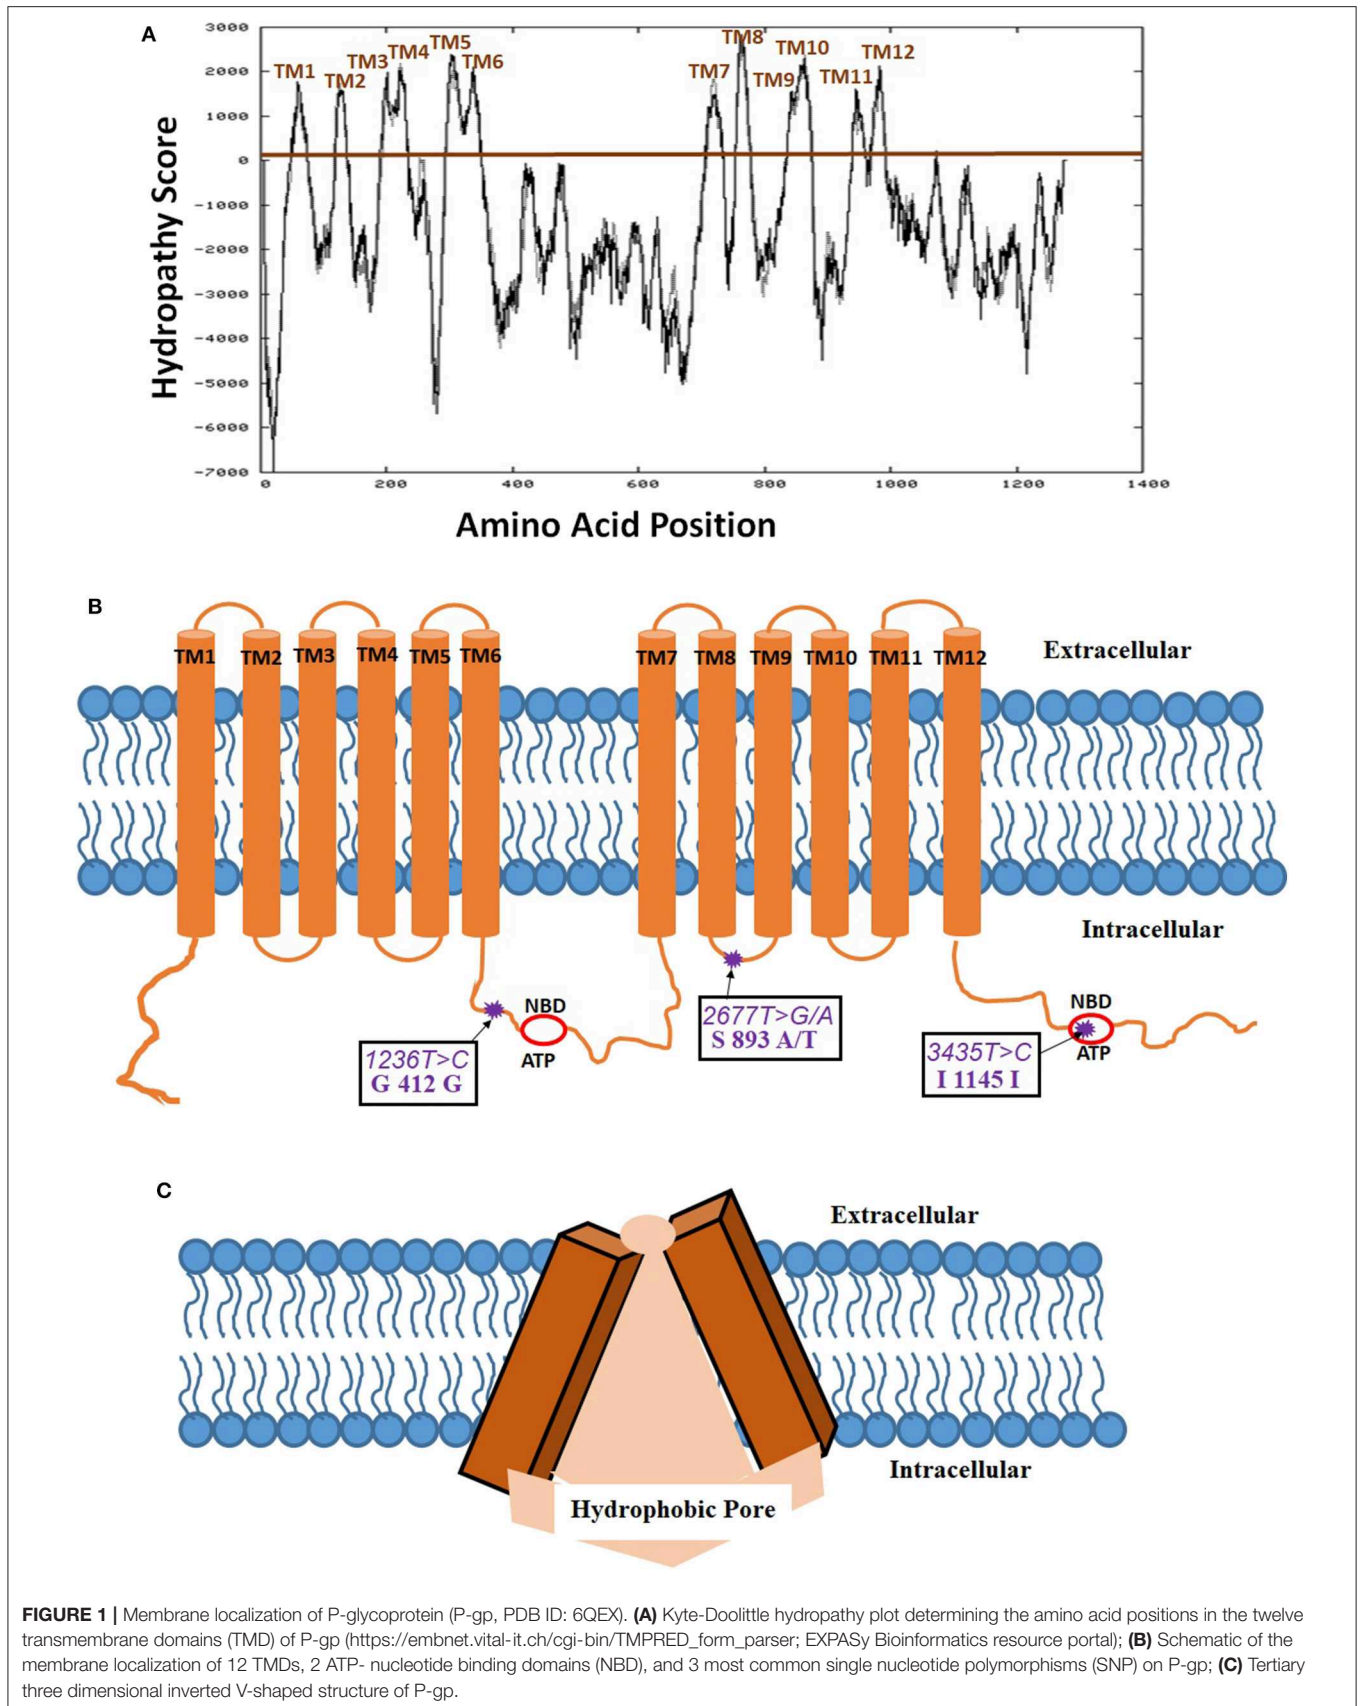 A
3000
2000
1000
0
-1000
-2000
-3000
-4000
-5000
-6000
-7000
Hydropathy Score
TM1
TM2
TM3
TM4
TM5
TM6
TM7
TM8
TM9
TM10
TM11
TM12
0 200 400 600 800 1000 1200 1400
Amino Acid Position
B
TM1 TM2 TM3 TM4 TM5 TM6 TM7 TM8 TM9 TM10 TM11 TM12
Extracellular
Intracellular
NBD
ATP
1236T>C
G 412 G
2677T>G/A
S 893 A/T
NBD
ATP
3435T>C
I 1145 I
C
Extracellular
Intracellular
Hydrophobic Pore
FIGURE 1 | Membrane localization of P-glycoprotein (P-gp, PDB ID: 6QEX). (A) Kyte-Doolittle hydropathy plot determining the amino acid positions in the twelve
transmembrane domains (TMD) of P-gp (https://embnet.vital-it.ch/cgi-bin/TMPRED_form_parser; EXPASy Bioinformatics resource portal); (B) Schematic of the
membrane localization of 12 TMDs, 2 ATP- nucleotide binding domains (NBD), and 3 most common single nucleotide polymorphisms (SNP) on P-gp; (C) Tertiary
three dimensional inverted V-shaped structure of P-gp.